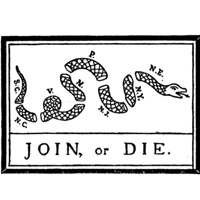 S.C.
N.C.
V.
M.
P.
N.J.
N.Y.
N.E.
JOIN, or DIE.